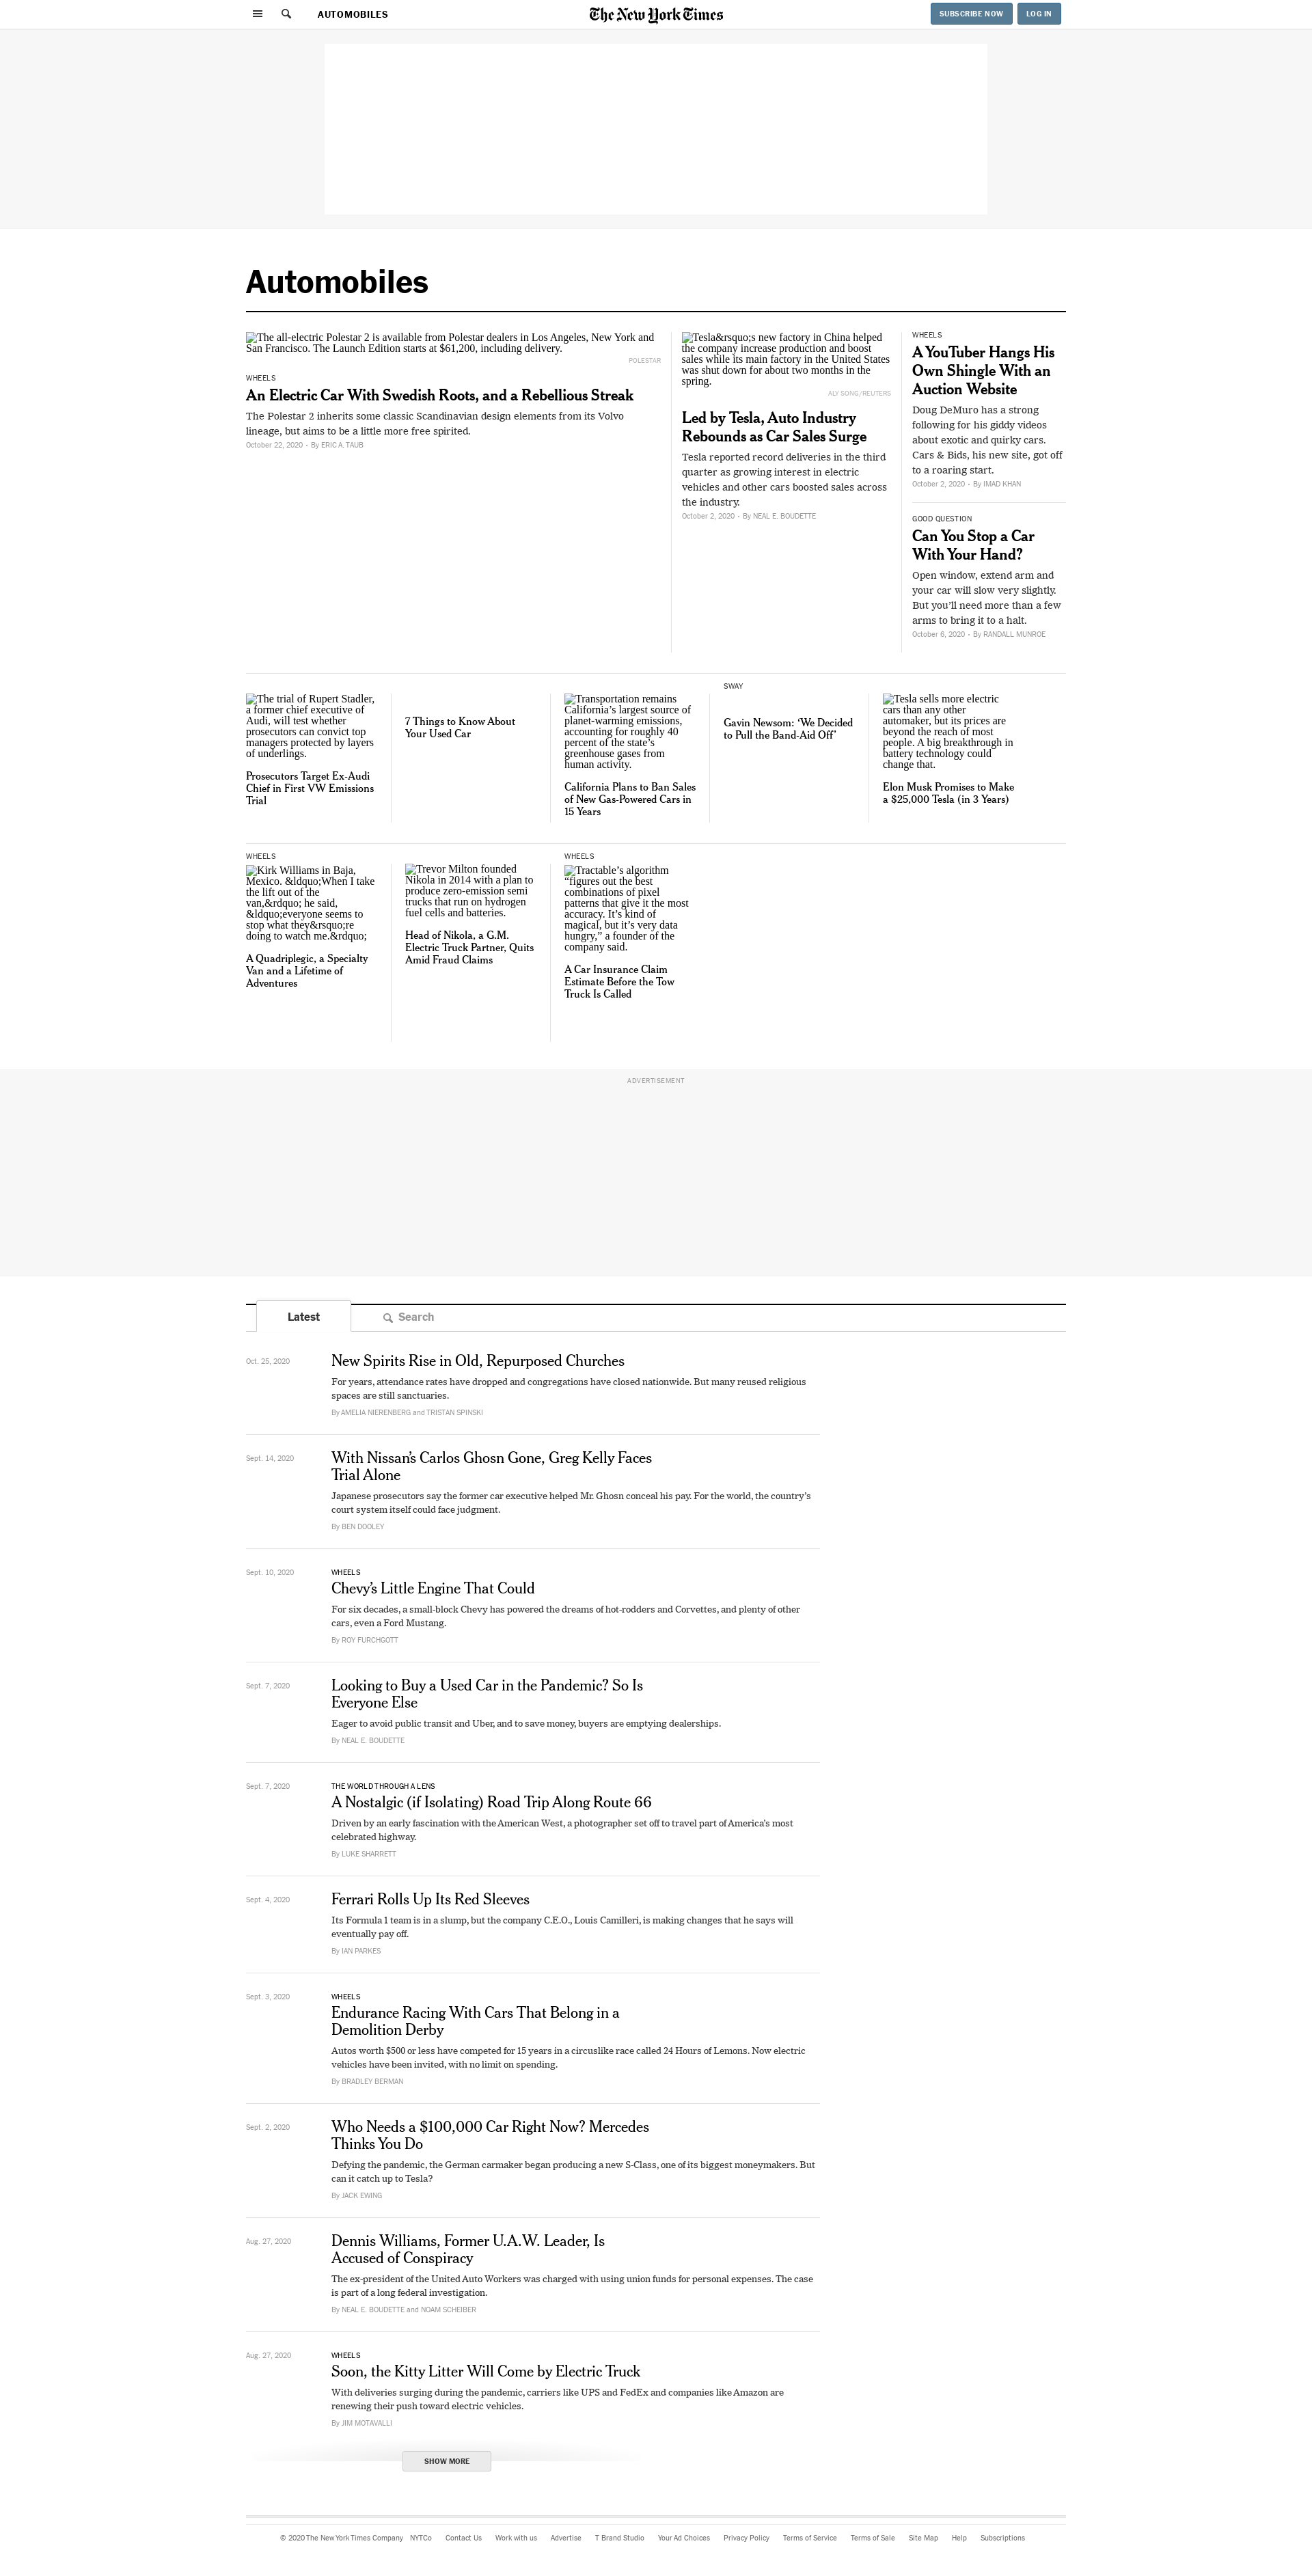 AUTOMOBILES
The New York Times
SUBSCRIBE NOW
LOG IN
Automobiles
The all-electric Polestar 2 is available from Polestar dealers in Los Angeles, New York and
San Francisco. The Launch Edition starts at $61,200, including delivery.
POLESTAR
WHEELS
An Electric Car With Swedish Roots, and a Rebellious Streak
The Polestar 2 inherits some classic Scandinavian design elements from its Volvo
lineage, but aims to be a little more free spirited.
October 22, 2020 • By ERIC A. TAUB
Tesla&rsquo;s new factory in China helped
the company increase production and boost
sales while its main factory in the United States
was shut down for about two months in the
spring.
ALY SONG/REUTERS
Led by Tesla, Auto Industry
Rebounds as Car Sales Surge
Tesla reported record deliveries in the third
quarter as growing interest in electric
vehicles and other cars boosted sales across
the industry.
October 2, 2020 • By NEAL E. BOUDETTE
WHEELS
A YouTuber Hangs His
Own Shingle With an
Auction Website
Doug DeMuro has a strong
following for his giddy videos
about exotic and quirky cars.
Cars & Bids, his new site, got off
to a roaring start.
October 2, 2020 • By IMAD KHAN
GOOD QUESTION
Can You Stop a Car
With Your Hand?
Open window, extend arm and
your car will slow very slightly.
But you’ll need more than a few
arms to bring it to a halt.
October 6, 2020 • By RANDALL MUNROE
The trial of Rupert Stadler,
a former chief executive of
Audi, will test whether
prosecutors can convict top
managers protected by layers
of underlings.
Prosecutors Target Ex-Audi
Chief in First VW Emissions
Trial
7 Things to Know About
Your Used Car
Transportation remains
California’s largest source of
planet-warming emissions,
accounting for roughly 40
percent of the state’s
greenhouse gases from
human activity.
California Plans to Ban Sales
of New Gas-Powered Cars in
15 Years
SWAY
Gavin Newsom: ‘We Decided
to Pull the Band-Aid Off’
Tesla sells more electric
cars than any other
automaker, but its prices are
beyond the reach of most
people. A big breakthrough in
battery technology could
change that.
Elon Musk Promises to Make
a $25,000 Tesla (in 3 Years)
WHEELS
Kirk Williams in Baja,
Mexico. &ldquo;When I take
the lift out of the
van,&rdquo; he said,
&ldquo;everyone seems to
stop what they&rsquo;re
doing to watch me.&rdquo;
A Quadriplegic, a Specialty
Van and a Lifetime of
Adventures
Trevor Milton founded
Nikola in 2014 with a plan to
produce zero-emission semi
trucks that run on hydrogen
fuel cells and batteries.
Head of Nikola, a G.M.
Electric Truck Partner, Quits
Amid Fraud Claims
WHEELS
Tractable’s algorithm
“figures out the best
combinations of pixel
patterns that give it the most
accuracy. It’s kind of
magical, but it’s very data
hungry,” a founder of the
company said.
A Car Insurance Claim
Estimate Before the Tow
Truck Is Called
ADVERTISEMENT
Latest
Search
Oct. 25, 2020
New Spirits Rise in Old, Repurposed Churches
For years, attendance rates have dropped and congregations have closed nationwide. But many reused religious
spaces are still sanctuaries.
By AMELIA NIERENBERG and TRISTAN SPINSKI
Sept. 14, 2020
With Nissan’s Carlos Ghosn Gone, Greg Kelly Faces
Trial Alone
Japanese prosecutors say the former car executive helped Mr. Ghosn conceal his pay. For the world, the country’s
court system itself could face judgment.
By BEN DOOLEY
Sept. 10, 2020
WHEELS
Chevy’s Little Engine That Could
For six decades, a small-block Chevy has powered the dreams of hot-rodders and Corvettes, and plenty of other
cars, even a Ford Mustang.
By ROY FURCHGOTT
Sept. 7, 2020
Looking to Buy a Used Car in the Pandemic? So Is
Everyone Else
Eager to avoid public transit and Uber, and to save money, buyers are emptying dealerships.
By NEAL E. BOUDETTE
Sept. 7, 2020
THE WORLD THROUGH A LENS
A Nostalgic (if Isolating) Road Trip Along Route 66
Driven by an early fascination with the American West, a photographer set off to travel part of America’s most
celebrated highway.
By LUKE SHARRETT
Sept. 4, 2020
Ferrari Rolls Up Its Red Sleeves
Its Formula 1 team is in a slump, but the company C.E.O., Louis Camilleri, is making changes that he says will
eventually pay off.
By IAN PARKES
Sept. 3, 2020
WHEELS
Endurance Racing With Cars That Belong in a
Demolition Derby
Autos worth $500 or less have competed for 15 years in a circuslike race called 24 Hours of Lemons. Now electric
vehicles have been invited, with no limit on spending.
By BRADLEY BERMAN
Sept. 2, 2020
Who Needs a $100,000 Car Right Now? Mercedes
Thinks You Do
Defying the pandemic, the German carmaker began producing a new S-Class, one of its biggest moneymakers. But
can it catch up to Tesla?
By JACK EWING
Aug. 27, 2020
Dennis Williams, Former U.A.W. Leader, Is
Accused of Conspiracy
The ex-president of the United Auto Workers was charged with using union funds for personal expenses. The case
is part of a long federal investigation.
By NEAL E. BOUDETTE and NOAM SCHEIBER
Aug. 27, 2020
WHEELS
Soon, the Kitty Litter Will Come by Electric Truck
With deliveries surging during the pandemic, carriers like UPS and FedEx and companies like Amazon are
renewing their push toward electric vehicles.
By JIM MOTAVALLI
SHOW MORE
© 2020 The New York Times Company NYTCo Contact Us Work with us Advertise T Brand Studio Your Ad Choices Privacy Policy Terms of Service Terms of Sale Site Map Help Subscriptions